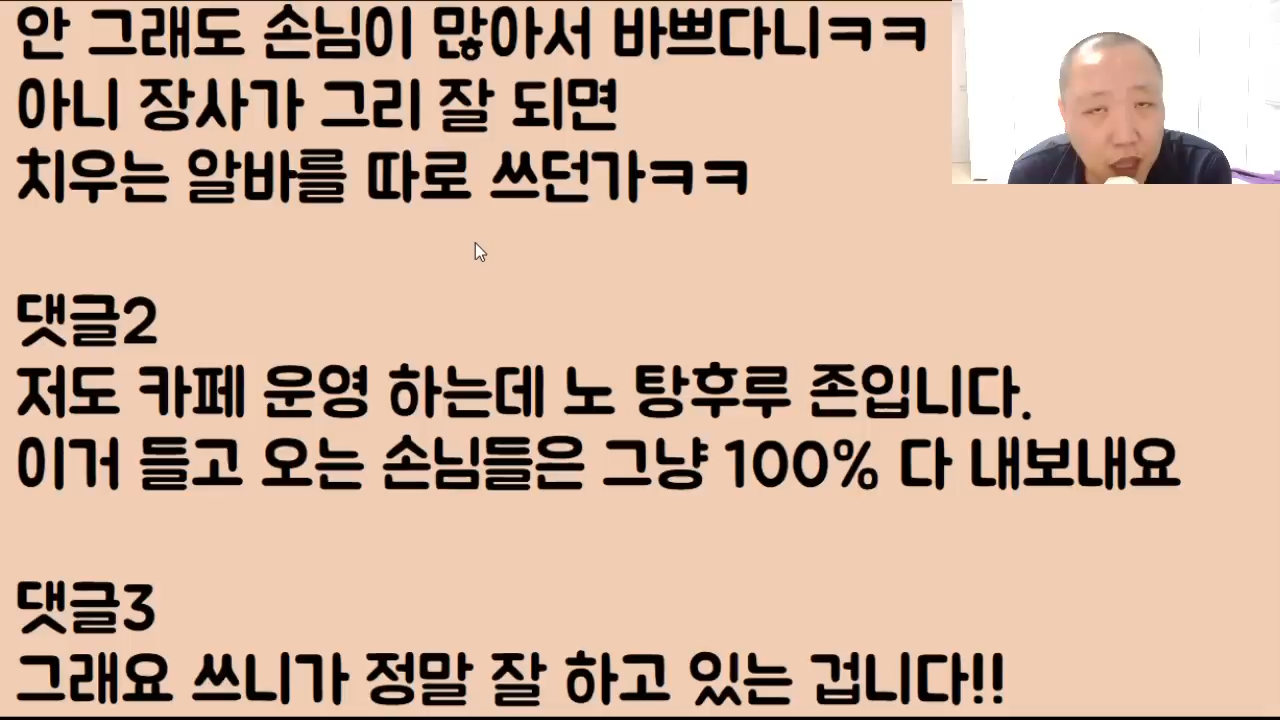 안 그래도 손님이 많아서 바쁘다니ㅋㅋ
아니 장사가 그리 잘 되면
치우는 알바를 따로 쓰던가ㅋㅋ
댓글2
저도 카페 운영 하는데 노 탕후루 존입니다.
이거 들고 오는 손님들은 그냥 100% 다 내보내요
댓글3
그래요 쓰니가 정말 잘 하고 있는 겁니다!!